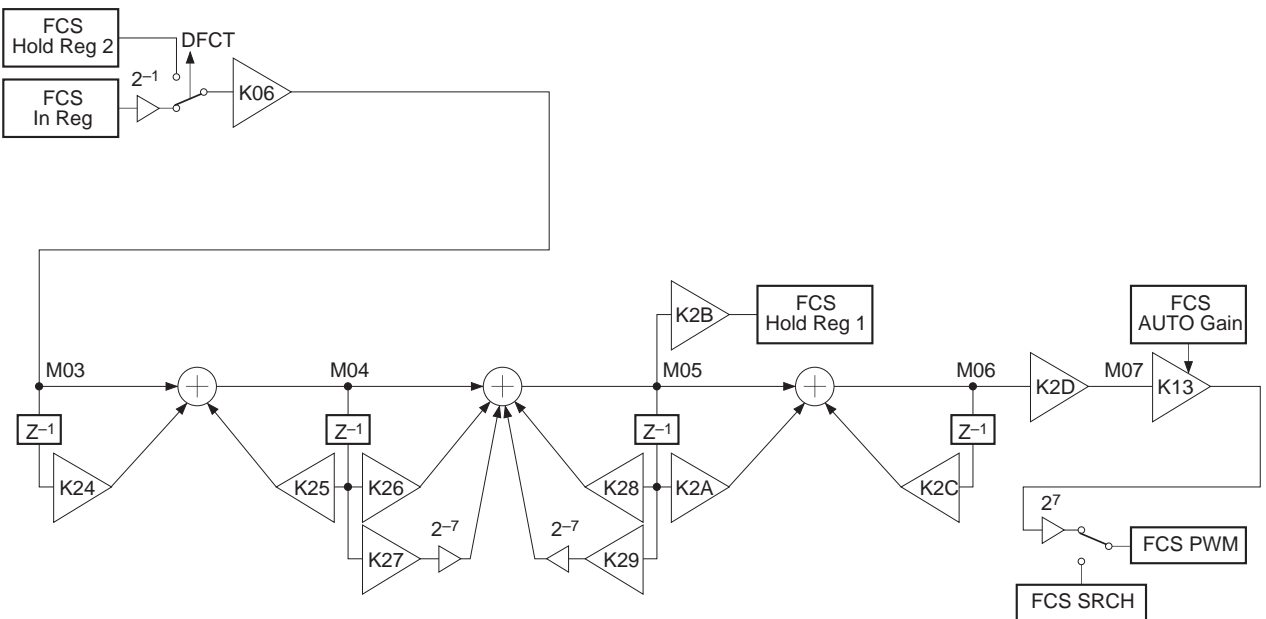 FCS
Hold Reg 2
DFCT
2⁻¹
FCS
In Reg
K06
K2B
FCS
Hold Reg 1
FCS
AUTO Gain
M03
M04
M05
M06
K2D
M07
K13
Z⁻¹
Z⁻¹
Z⁻¹
Z⁻¹
K24
K25
K26
K28
K2A
K2C
K27
2⁻⁷
2⁻⁷
K29
2⁷
FCS PWM
FCS SRCH